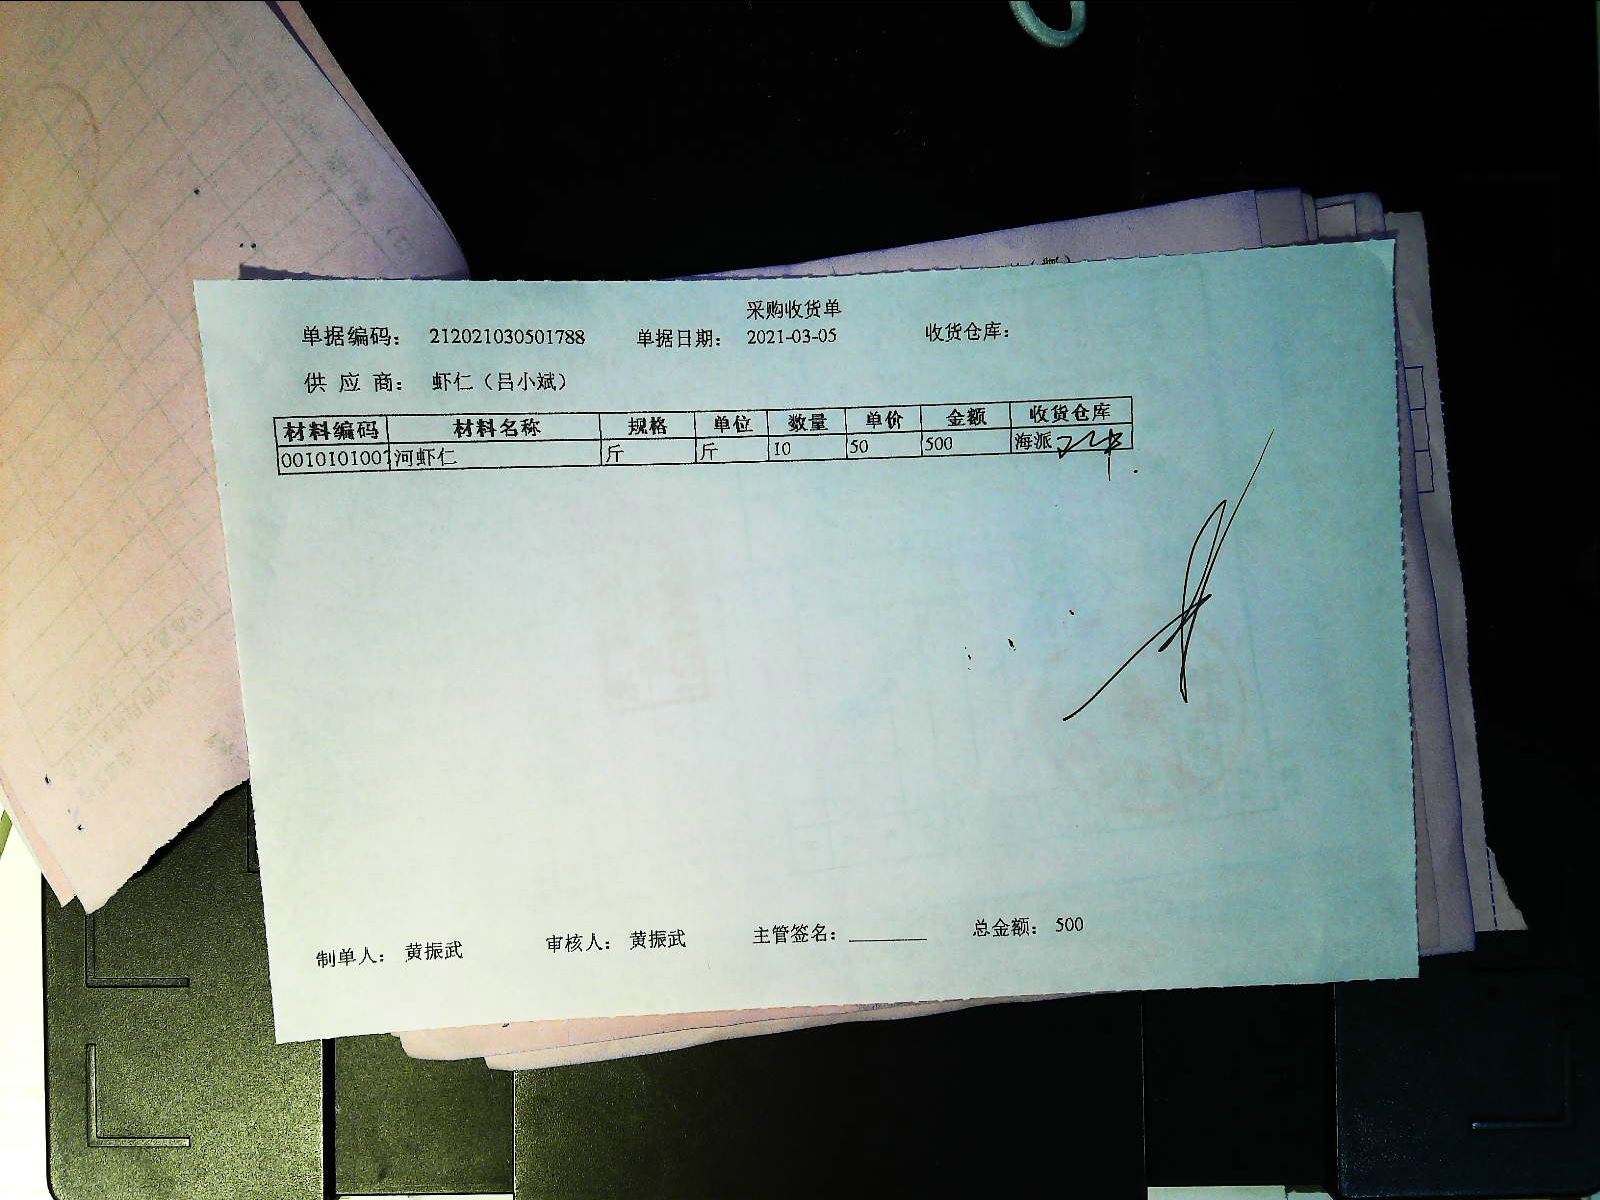 采购收货单
单据编码： 212021030501788 单据日期： 2021-03-05 收货仓库：
供 应 商： 虾仁（吕小斌）
材料编码 材料名称 规格 单位 数量 单价 金额 收货仓库
0010101007 河虾仁 斤 斤 10 50 500 海派
制单人： 黄振武 审核人： 黄振武 主管签名：________ 总金额： 500